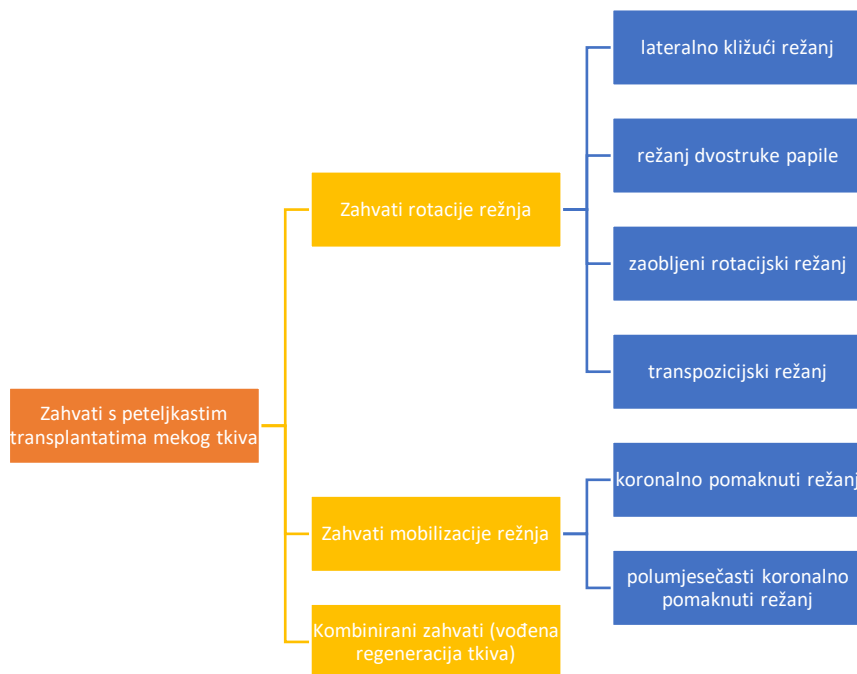 Zahvati s peteljkastim
transplantatima mekog tkiva
Zahvati rotacije režnja
lateralno kližući režanj
režanj dvostruke papile
zaobljeni rotacijski režanj
transpozicijski režanj
Zahvati mobilizacije režnja
koronalno pomaknuti režanj
polumjesečasti koronalno
pomaknuti režanj
Kombinirani zahvati (vođena
regeneracija tkiva)